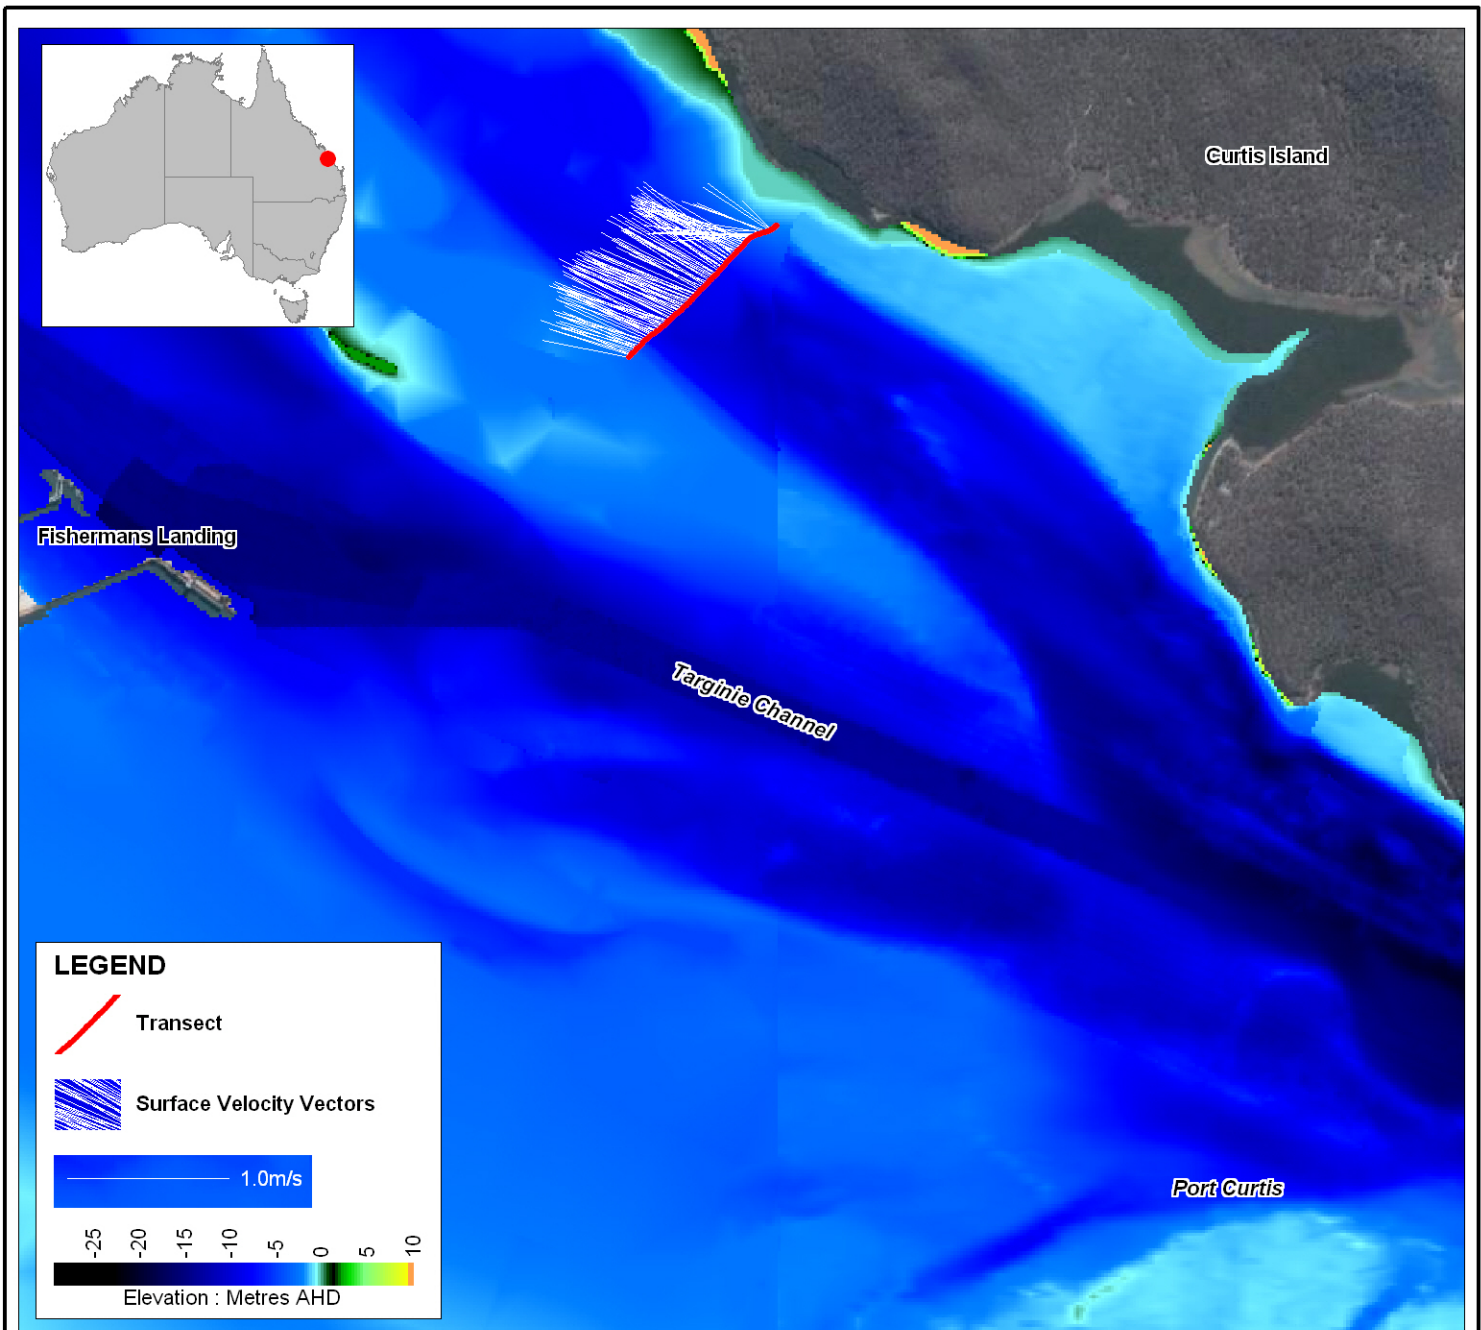 Curtis Island
Fishermans Landing
Targinie Channel
Port Curtis
LEGEND
Transect
Surface Velocity Vectors
1.0m/s
-25 -20 -15 -10 -5 0 5 10
Elevation : Metres AHD